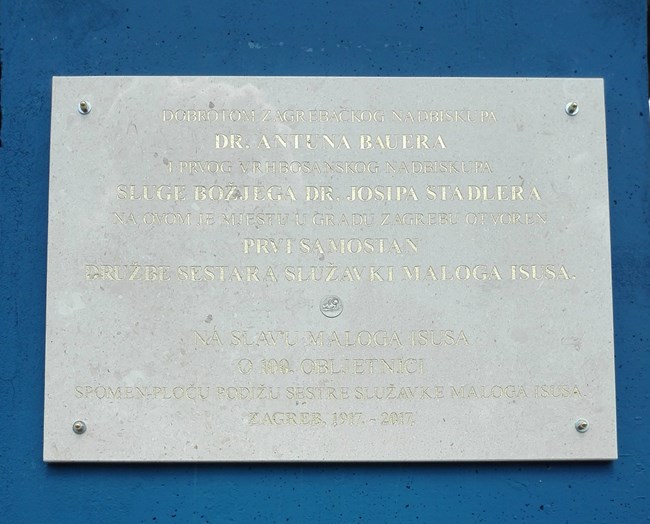 DOBROTOM ZAGREBAČKOG NADBISKUPA
DR. ANTUNA BAUERA
I PRVOG VRHBOSANSKOG NADBISKUPA
SLUGE BOŽJEGA DR. JOSIPA STADLERA
NA OVOM JE MJESTU U GRADU ZAGREBU OTVOREN
PRVI SAMOSTAN
DRUŽBE SESTARA SLUŽAVKI MALOGA ISUSA.
NA SLAVU MALOGA ISUSA
O 100. OBLJETNICI
SPOMEN-PLOČU PODIŽU SESTRE SLUŽAVKE MALOGA ISUSA.
ZAGREB, 1917. - 2017.